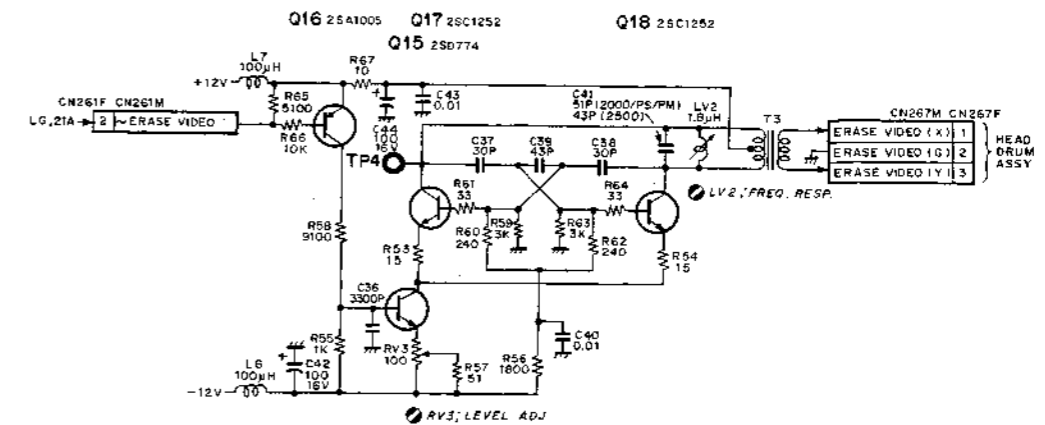 Q16 2SA1005 Q17 2SC1252 Q18 2SC1252
Q15 2SD774
L7
100μH
+12V
R67
10
CN261F CN261M
LG,21A 2 ~ERASE VIDEO
R65
5100
R66
10K
C44
100
16V
C43
0.01
TP4
C41
51P (2000/PS/PM)
43P (2500)
LV2
1.8μH
T3
CN267M CN267F
ERASE VIDEO (X) 1
ERASE VIDEO (G) 2
ERASE VIDEO (Y) 3
HEAD
DRUM
ASSY
C37
30P
C39
43P
C38
30P
LV2; FREQ. RESP.
R61
33
R64
33
R58
9100
R60
240
R59
3K
R63
3K
R62
240
R53
15
R54
15
C36
3300P
R55
1K
RV3
100
R57
51
R56
1800
C40
0.01
L6
100μH
C42
100
16V
-12V
RV3; LEVEL ADJ